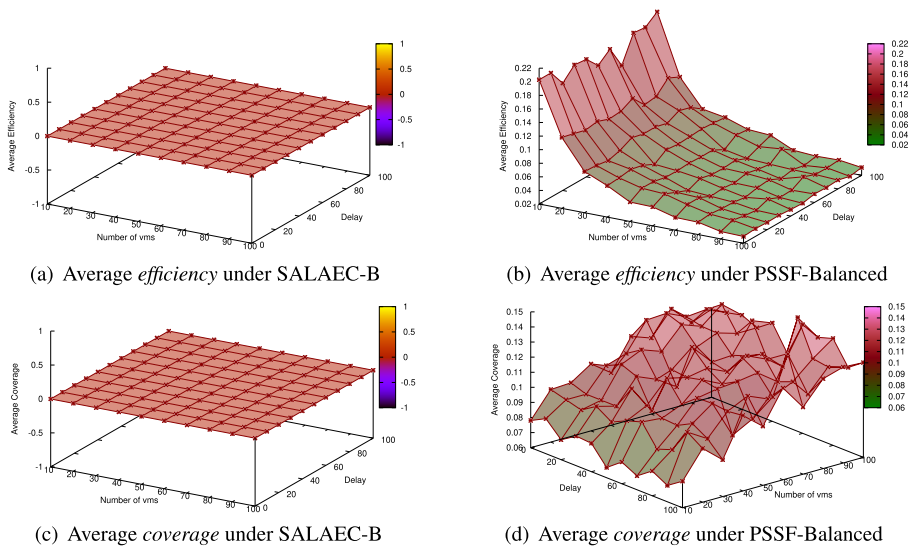 1
0.5
0
-0.5
-1
Average Efficiency
10 20 30 40 50 60 70 80 90 100
Number of vms
0 20 40 60 80 100
Delay
1
0.5
0
-0.5
-1
(a) Average efficiency under SALAEC-B
0.22
0.2
0.18
0.16
0.14
0.12
0.1
0.08
0.06
0.04
0.02
Average Efficiency
10 20 30 40 50 60 70 80 90 100
Number of vms
0 20 40 60 80 100
Delay
0.22
0.2
0.18
0.16
0.14
0.12
0.1
0.08
0.06
0.04
0.02
(b) Average efficiency under PSSF-Balanced
1
0.5
0
-0.5
-1
Average Coverage
10 20 30 40 50 60 70 80 90 100
Number of vms
0 20 40 60 80 100
Delay
1
0.5
0
-0.5
-1
(c) Average coverage under SALAEC-B
0.15
0.14
0.13
0.12
0.11
0.1
0.09
0.08
0.07
0.06
Average Coverage
0 20 40 60 80 100
Delay
10 20 30 40 50 60 70 80 90 100
Number of vms
0.15
0.14
0.13
0.12
0.11
0.1
0.09
0.08
0.07
0.06
(d) Average coverage under PSSF-Balanced